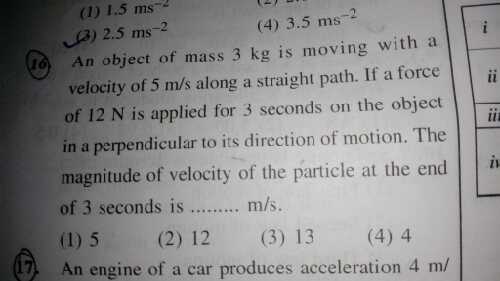 (1) 1.5 ms⁻²
(3) 2.5 ms⁻² (4) 3.5 ms⁻²
16. An object of mass 3 kg is moving with a
velocity of 5 m/s along a straight path. If a force
of 12 N is applied for 3 seconds on the object
in a perpendicular to its direction of motion. The
magnitude of velocity of the particle at the end
of 3 seconds is ......... m/s.
(1) 5 (2) 12 (3) 13 (4) 4
17. An engine of a car produces acceleration 4 m/
i
ii
iii